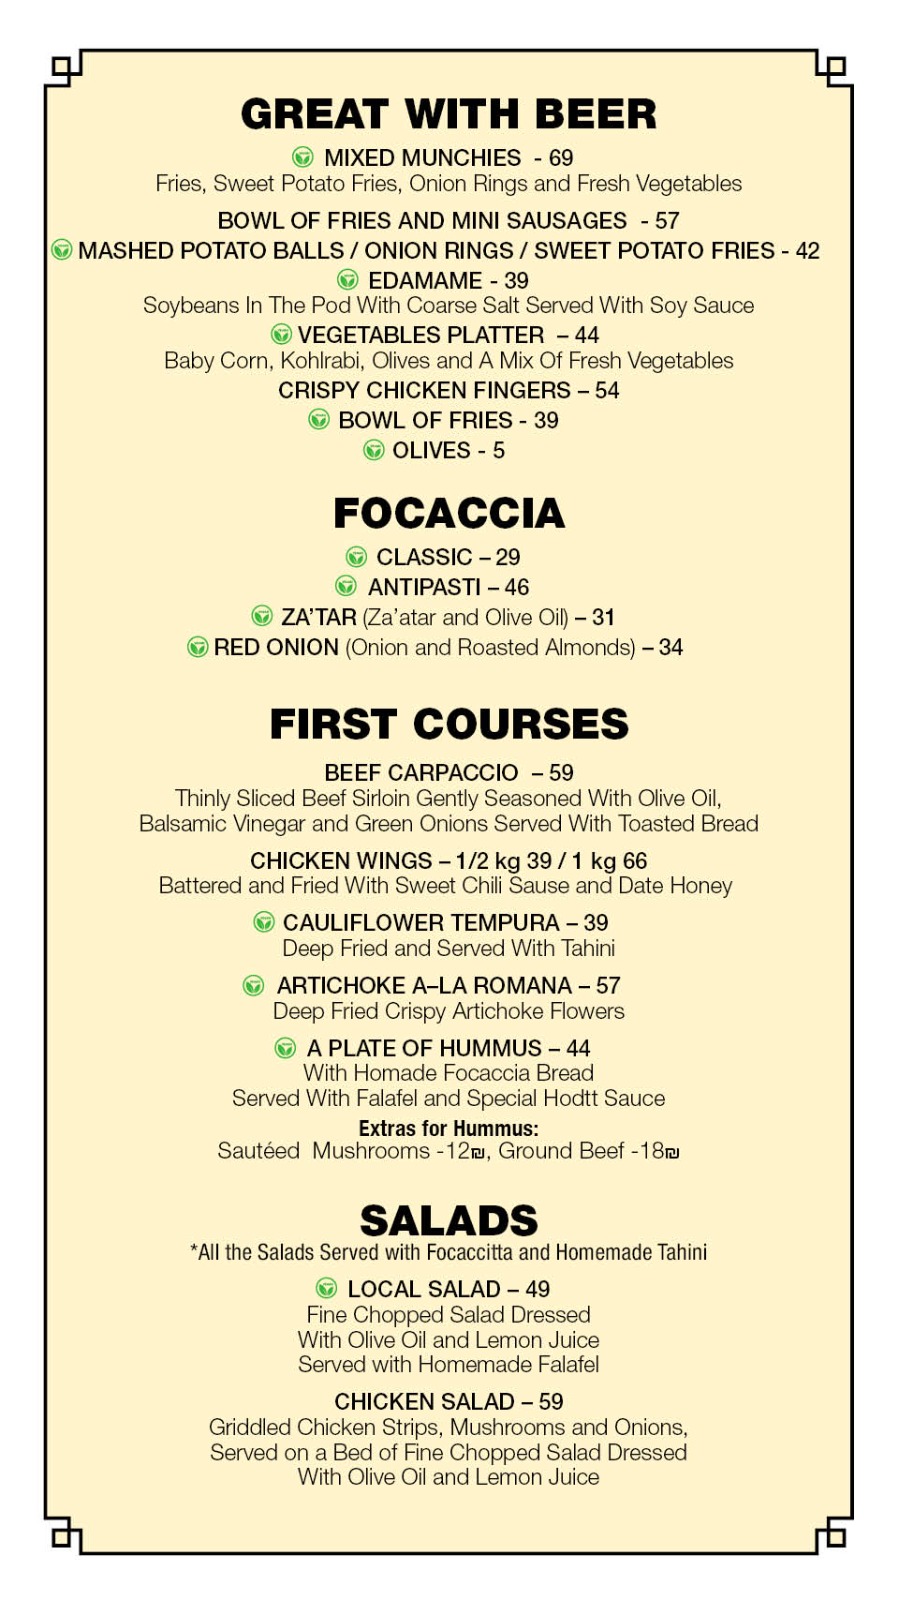 GREAT WITH BEER
MIXED MUNCHIES - 69
Fries, Sweet Potato Fries, Onion Rings and Fresh Vegetables
BOWL OF FRIES AND MINI SAUSAGES - 57
MASHED POTATO BALLS / ONION RINGS / SWEET POTATO FRIES - 42
EDAMAME - 39
Soybeans In The Pod With Coarse Salt Served With Soy Sauce
VEGETABLES PLATTER – 44
Baby Corn, Kohlrabi, Olives and A Mix Of Fresh Vegetables
CRISPY CHICKEN FINGERS – 54
BOWL OF FRIES - 39
OLIVES - 5
FOCACCIA
CLASSIC – 29
ANTIPASTI – 46
ZA'TAR (Za'atar and Olive Oil) – 31
RED ONION (Onion and Roasted Almonds) – 34
FIRST COURSES
BEEF CARPACCIO – 59
Thinly Sliced Beef Sirloin Gently Seasoned With Olive Oil,
Balsamic Vinegar and Green Onions Served With Toasted Bread
CHICKEN WINGS – 1/2 kg 39 / 1 kg 66
Battered and Fried With Sweet Chili Sause and Date Honey
CAULIFLOWER TEMPURA – 39
Deep Fried and Served With Tahini
ARTICHOKE A–LA ROMANA – 57
Deep Fried Crispy Artichoke Flowers
A PLATE OF HUMMUS – 44
With Homade Focaccia Bread
Served With Falafel and Special Hodtt Sauce
Extras for Hummus:
Sautéed Mushrooms -12₪, Ground Beef -18₪
SALADS
*All the Salads Served with Focaccitta and Homemade Tahini
LOCAL SALAD – 49
Fine Chopped Salad Dressed
With Olive Oil and Lemon Juice
Served with Homemade Falafel
CHICKEN SALAD – 59
Griddled Chicken Strips, Mushrooms and Onions,
Served on a Bed of Fine Chopped Salad Dressed
With Olive Oil and Lemon Juice